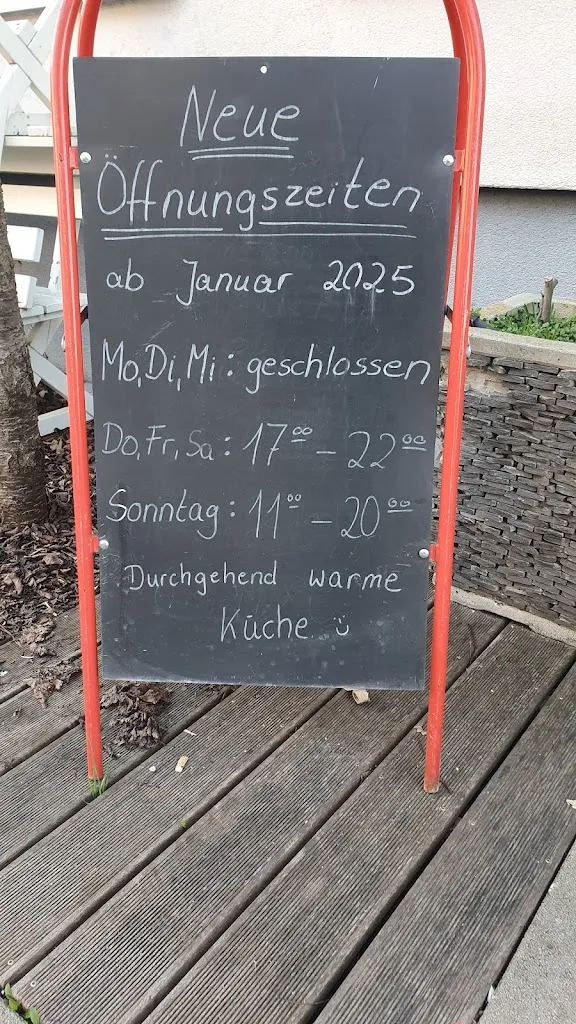 Neue
Öffnungszeiten
ab Januar 2025
Mo,Di,Mi: geschlossen
Do,Fr,Sa: 17⁰⁰ - 22⁰⁰
Sonntag: 11⁰⁰ - 20⁰⁰
Durchgehend warme
Küche ☺